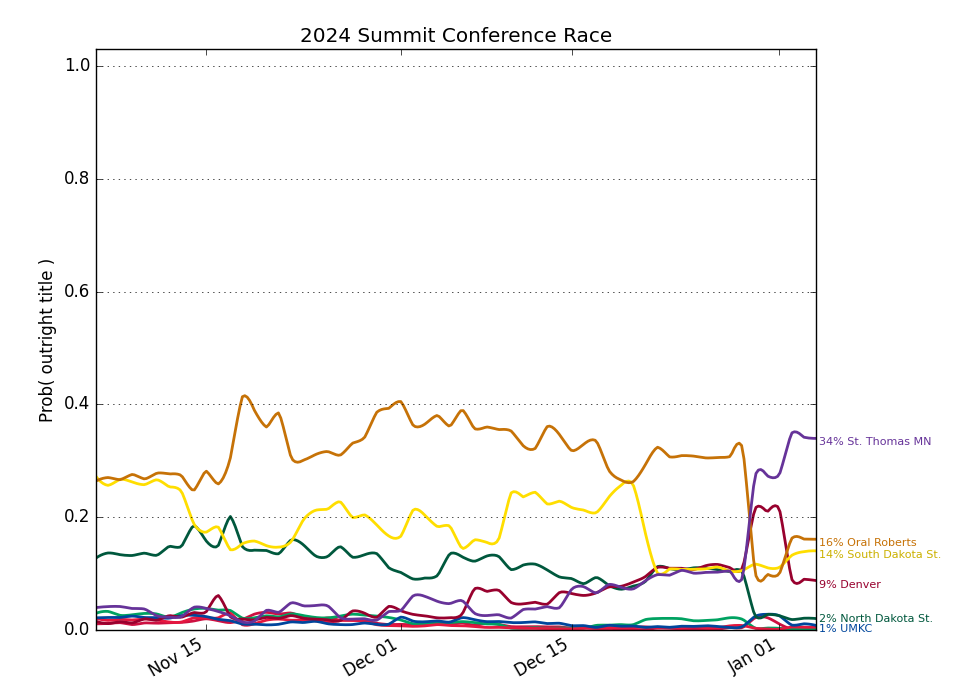 2024 Summit Conference Race
Prob( outright title )
1.0
0.8
0.6
0.4
0.2
0.0
Nov 15
Dec 01
Dec 15
Jan 01
34% St. Thomas MN
16% Oral Roberts
14% South Dakota St.
9% Denver
2% North Dakota St.
1% UMKC